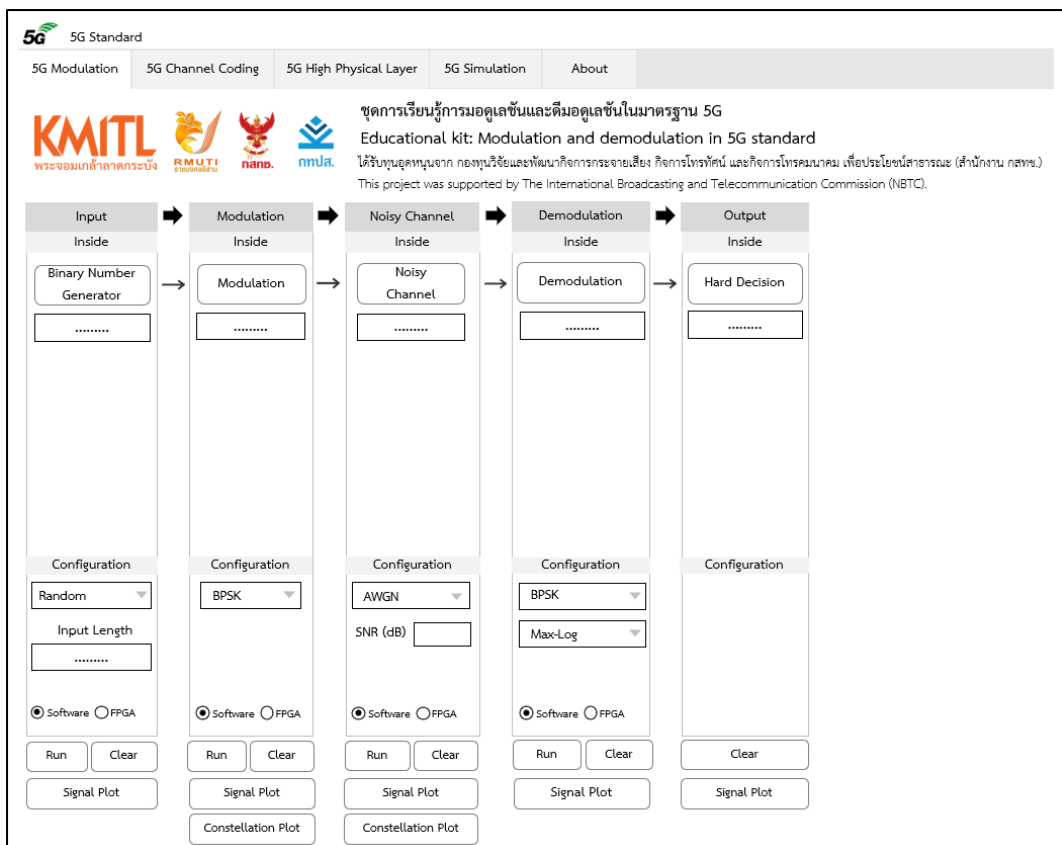 5G 5G Standard
5G Modulation 5G Channel Coding 5G High Physical Layer 5G Simulation About
ชุดการเรียนรู้การมอดูเลชันและดีมอดูเลชันในมาตรฐาน 5G
KMITL
พระจอมเกล้าลาดกระบัง
RMUTI
ราชมงคลอีสาน
กสทช.
กทปส.
Educational kit: Modulation and demodulation in 5G standard
ได้รับทุนอุดหนุนจาก กองทุนวิจัยและพัฒนากิจการกระจายเสียง กิจการโทรทัศน์ และกิจการโทรคมนาคม เพื่อประโยชน์สาธารณะ (สำนักงาน กสทช.)
This project was supported by The International Broadcasting and Telecommunication Commission (NBTC).
Input Modulation Noisy Channel Demodulation Output
Inside Inside Inside Inside Inside
Binary Number Generator Modulation Noisy Channel Demodulation Hard Decision
......... ......... ......... ......... .........
Configuration Configuration Configuration Configuration Configuration
Random BPSK AWGN BPSK
Input Length SNR (dB) Max-Log
.........
Software FPGA Software FPGA Software FPGA Software FPGA
Run Clear Run Clear Run Clear Run Clear Clear
Signal Plot Signal Plot Signal Plot Signal Plot Signal Plot
Constellation Plot Constellation Plot